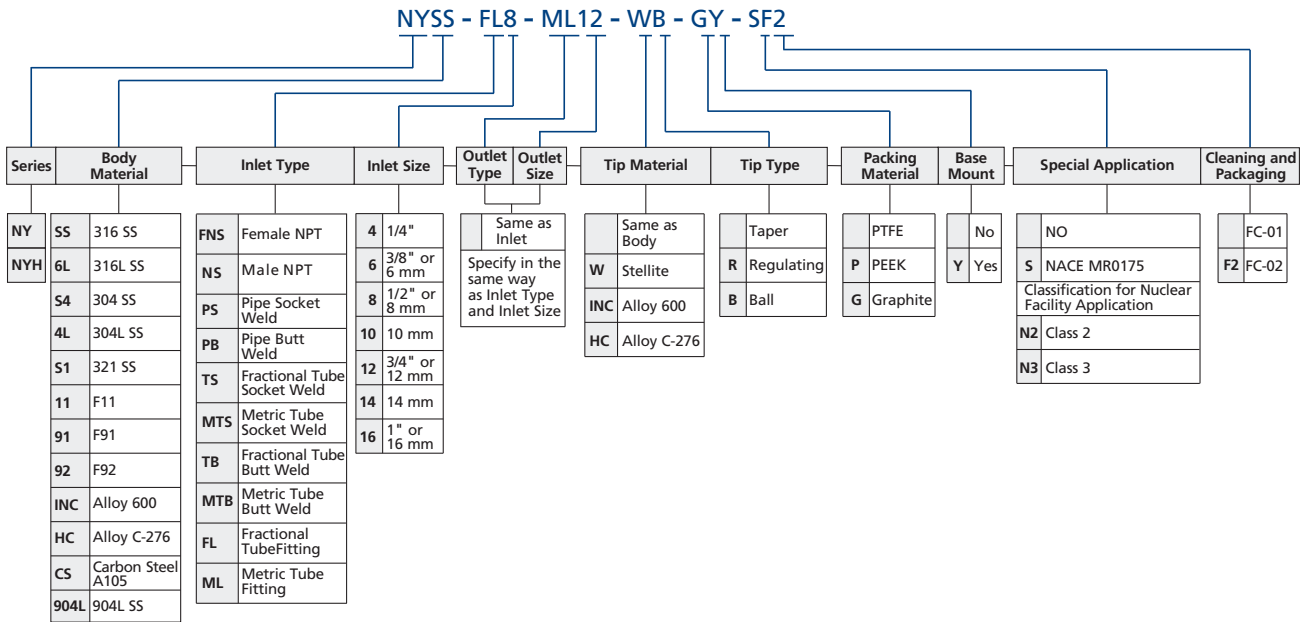 NYSS - FL8 - ML12 - WB - GY - SF2
Series
Body
Material
Inlet Type
Inlet Size
Outlet
Type
Outlet
Size
Tip Material
Tip Type
Packing
Material
Base
Mount
Special Application
Cleaning and
Packaging
NY
NYH
SS 316 SS
6L 316L SS
S4 304 SS
4L 304L SS
S1 321 SS
11 F11
91 F91
92 F92
INC Alloy 600
HC Alloy C-276
CS Carbon Steel
A105
904L 904L SS
FNS Female NPT
NS Male NPT
PS Pipe Socket
Weld
PB Pipe Butt
Weld
TS Fractional Tube
Socket Weld
MTS Metric Tube
Socket Weld
TB Fractional Tube
Butt Weld
MTB Metric Tube
Butt Weld
FL Fractional
TubeFitting
ML Metric Tube
Fitting
4 1/4"
6 3/8" or
6 mm
8 1/2" or
8 mm
10 10 mm
12 3/4" or
12 mm
14 14 mm
16 1" or
16 mm
Same as
Inlet
Specify in the
same way
as Inlet Type
and Inlet Size
Same as
Body
W Stellite
INC Alloy 600
HC Alloy C-276
Taper
R Regulating
B Ball
PTFE
P PEEK
G Graphite
No
Y Yes
NO
S NACE MR0175
Classification for Nuclear
Facility Application
N2 Class 2
N3 Class 3
FC-01
F2 FC-02